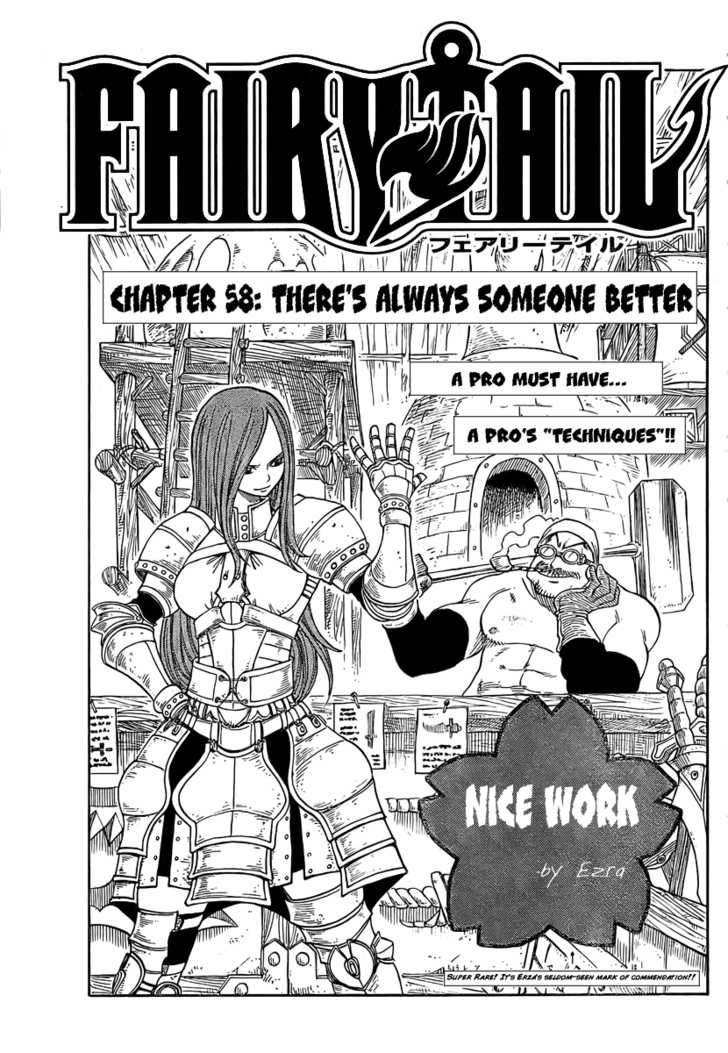 FAIRY TAIL
フェアリーテイル
CHAPTER 58: THERE'S ALWAYS SOMEONE BETTER
A PRO MUST HAVE...
A PRO'S "TECHNIQUES"!!
NICE WORK
-by Ezra
SUPER RARE! IT'S ERZA'S SELDOM-SEEN MARK OF COMMENDATION!!